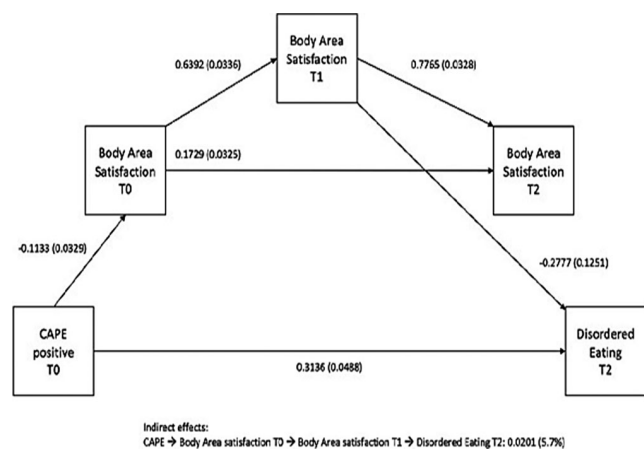 Body Area
Satisfaction
T1
0.6392 (0.0336)
0.7765 (0.0328)
Body Area
Satisfaction
T0
0.1729 (0.0325)
Body Area
Satisfaction
T2
-0.1133 (0.0329)
-0.2777 (0.1251)
CAPE
positive
T0
0.3136 (0.0488)
Disordered
Eating
T2
Indirect effects:
CAPE → Body Area satisfaction T0 → Body Area satisfaction T1 → Disordered Eating T2: 0.0201 (5.7%)